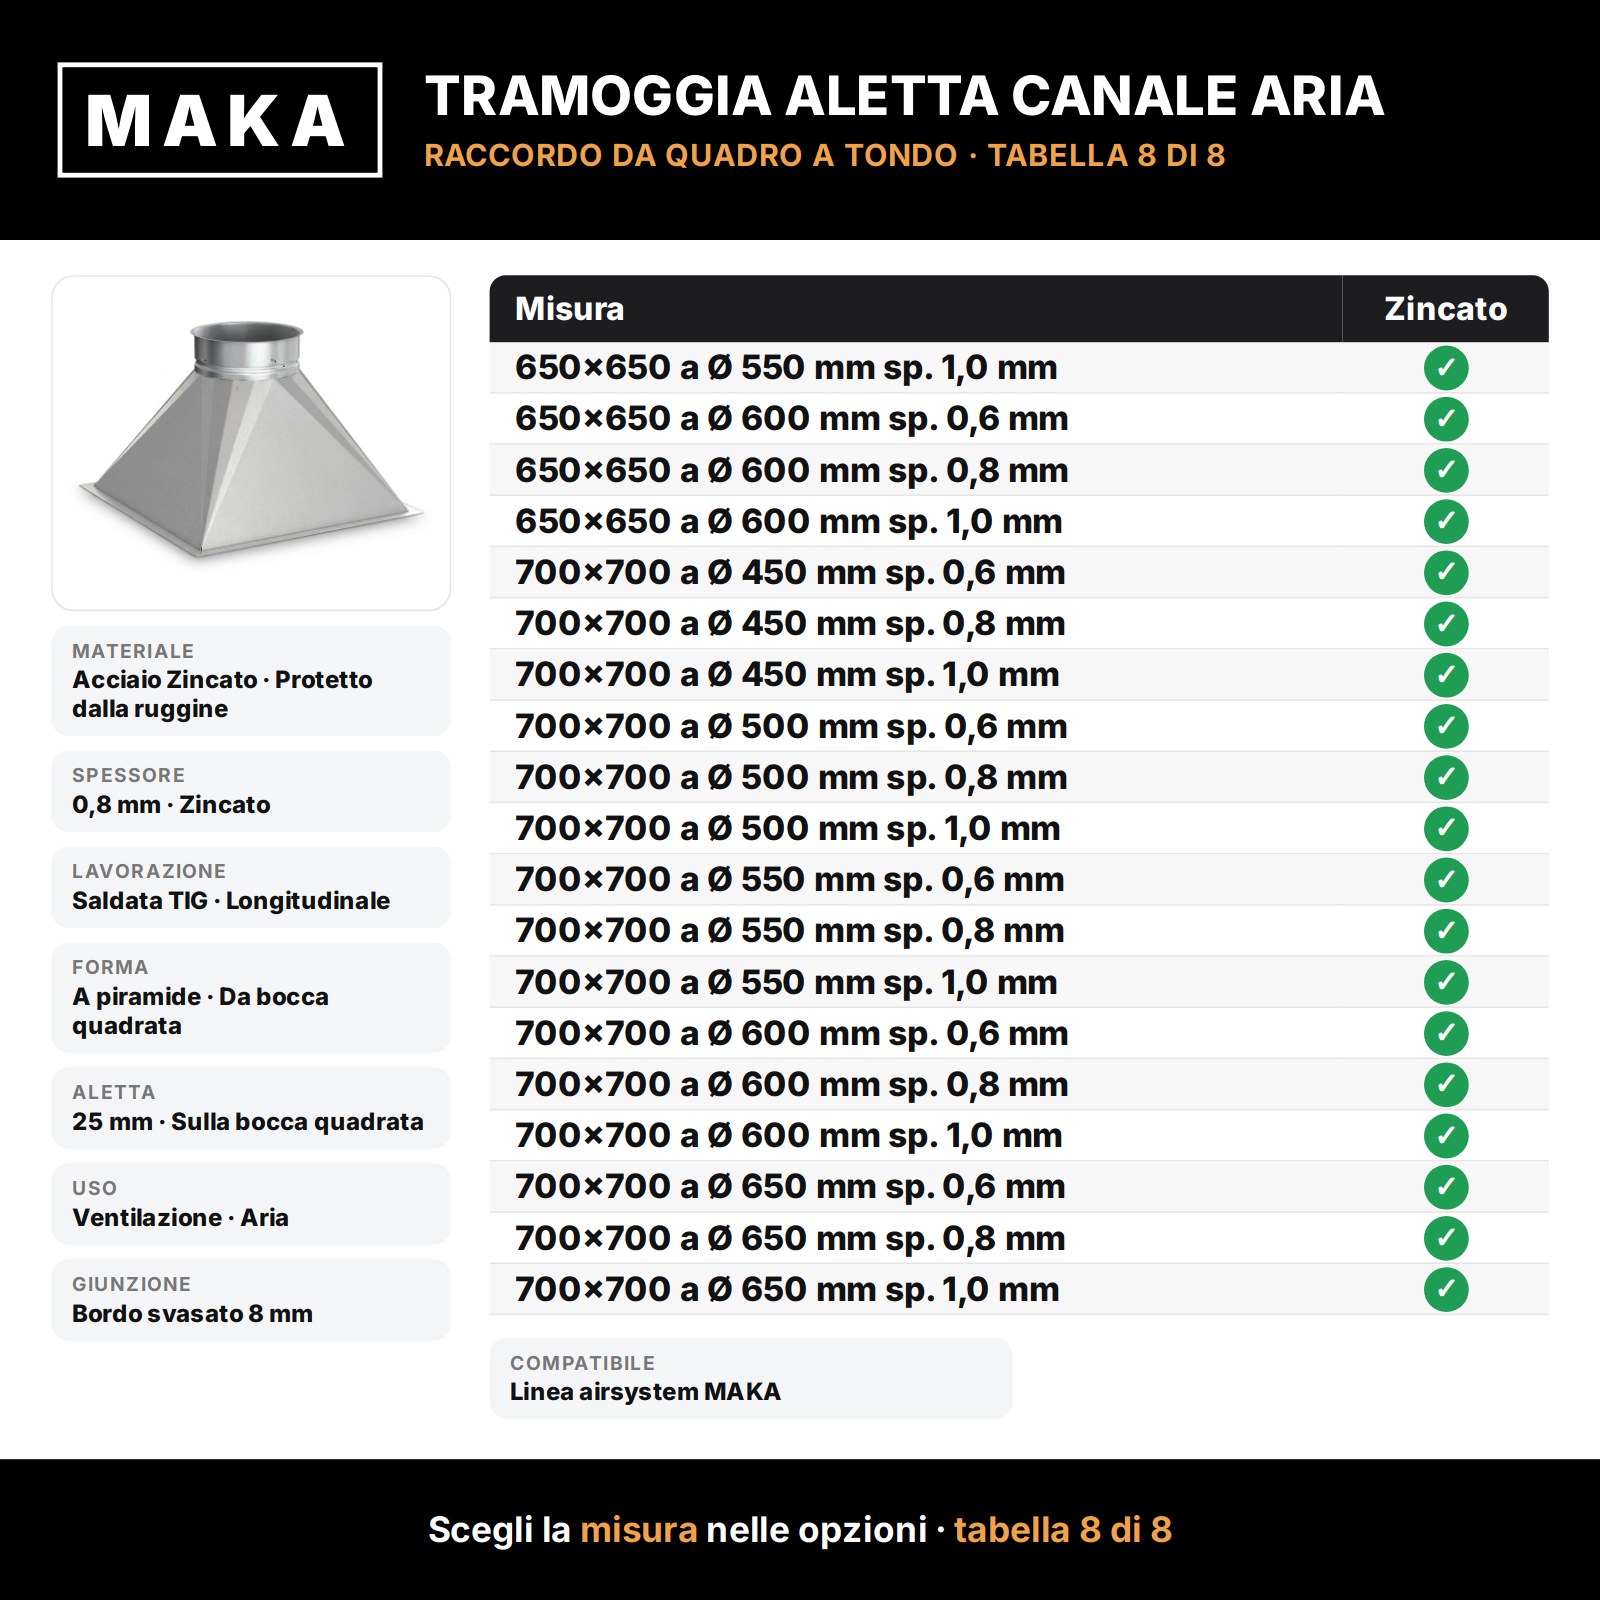 MAKA
TRAMOGGIA ALETTA CANALE ARIA
RACCORDO DA QUADRO A TONDO · TABELLA 8 DI 8
MATERIALE
Acciaio Zincato · Protetto
dalla ruggine
SPESSORE
0,8 mm · Zincato
LAVORAZIONE
Saldata TIG · Longitudinale
FORMA
A piramide · Da bocca
quadrata
ALETTA
25 mm · Sulla bocca quadrata
USO
Ventilazione · Aria
GIUNZIONE
Bordo svasato 8 mm
Misura Zincato
650×650 a Ø 550 mm sp. 1,0 mm ✓
650×650 a Ø 600 mm sp. 0,6 mm ✓
650×650 a Ø 600 mm sp. 0,8 mm ✓
650×650 a Ø 600 mm sp. 1,0 mm ✓
700×700 a Ø 450 mm sp. 0,6 mm ✓
700×700 a Ø 450 mm sp. 0,8 mm ✓
700×700 a Ø 450 mm sp. 1,0 mm ✓
700×700 a Ø 500 mm sp. 0,6 mm ✓
700×700 a Ø 500 mm sp. 0,8 mm ✓
700×700 a Ø 500 mm sp. 1,0 mm ✓
700×700 a Ø 550 mm sp. 0,6 mm ✓
700×700 a Ø 550 mm sp. 0,8 mm ✓
700×700 a Ø 550 mm sp. 1,0 mm ✓
700×700 a Ø 600 mm sp. 0,6 mm ✓
700×700 a Ø 600 mm sp. 0,8 mm ✓
700×700 a Ø 600 mm sp. 1,0 mm ✓
700×700 a Ø 650 mm sp. 0,6 mm ✓
700×700 a Ø 650 mm sp. 0,8 mm ✓
700×700 a Ø 650 mm sp. 1,0 mm ✓
COMPATIBILE
Linea airsystem MAKA
Scegli la misura nelle opzioni · tabella 8 di 8